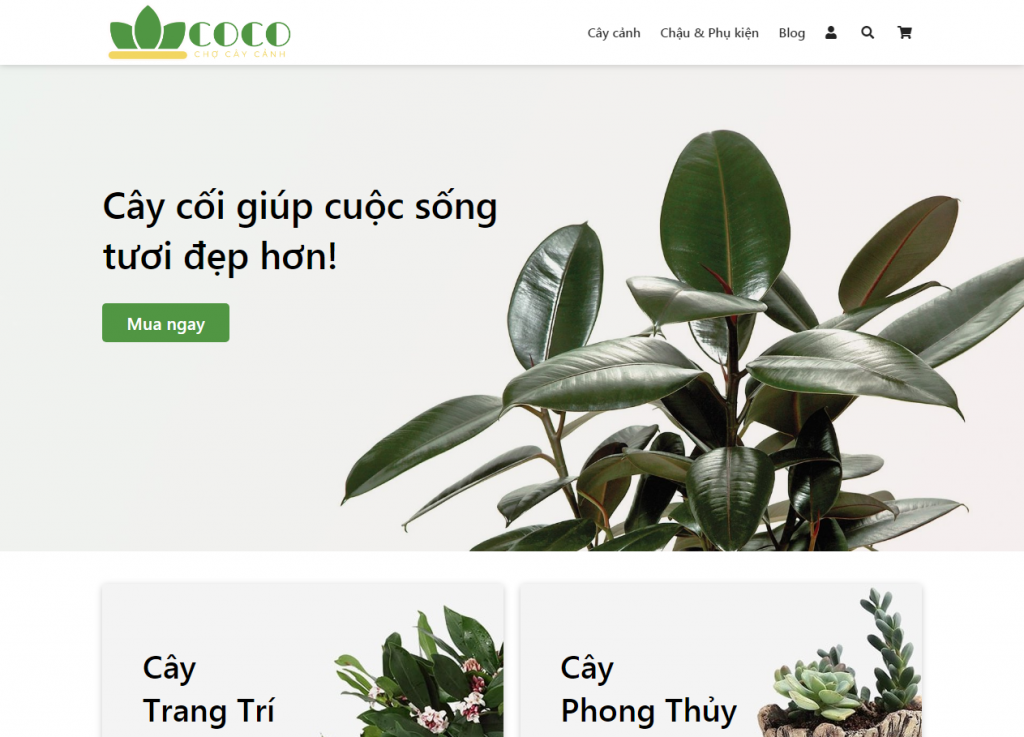 COCO
CHỢ CÂY CẢNH
Cây cảnh
Chậu & Phụ kiện
Blog
Cây cối giúp cuộc sống
tươi đẹp hơn!
Mua ngay
Cây
Trang Trí
Cây
Phong Thủy